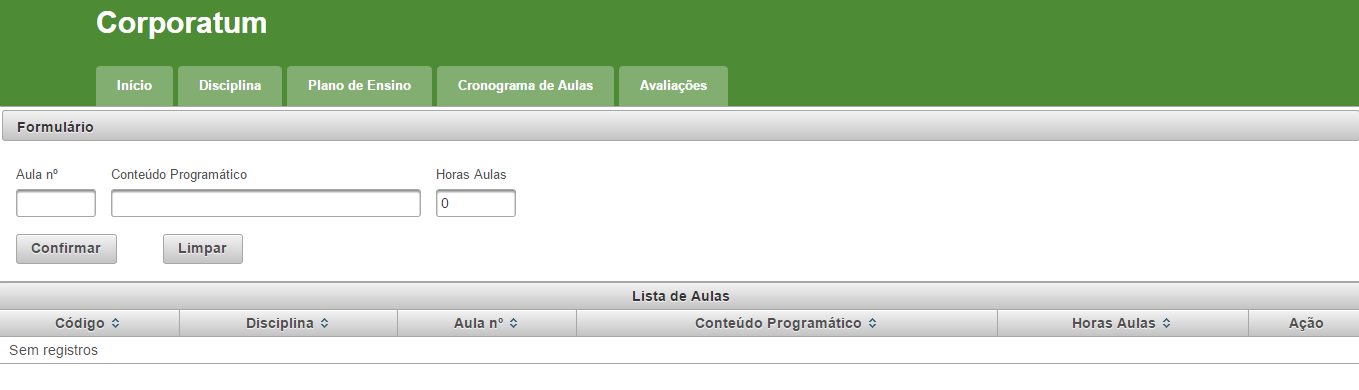 Corporatum
Início Disciplina Plano de Ensino Cronograma de Aulas Avaliações
Formulário
Aula nº Conteúdo Programático Horas Aulas
0
Confirmar Limpar
Lista de Aulas
Código Disciplina Aula nº Conteúdo Programático Horas Aulas Ação
Sem registros